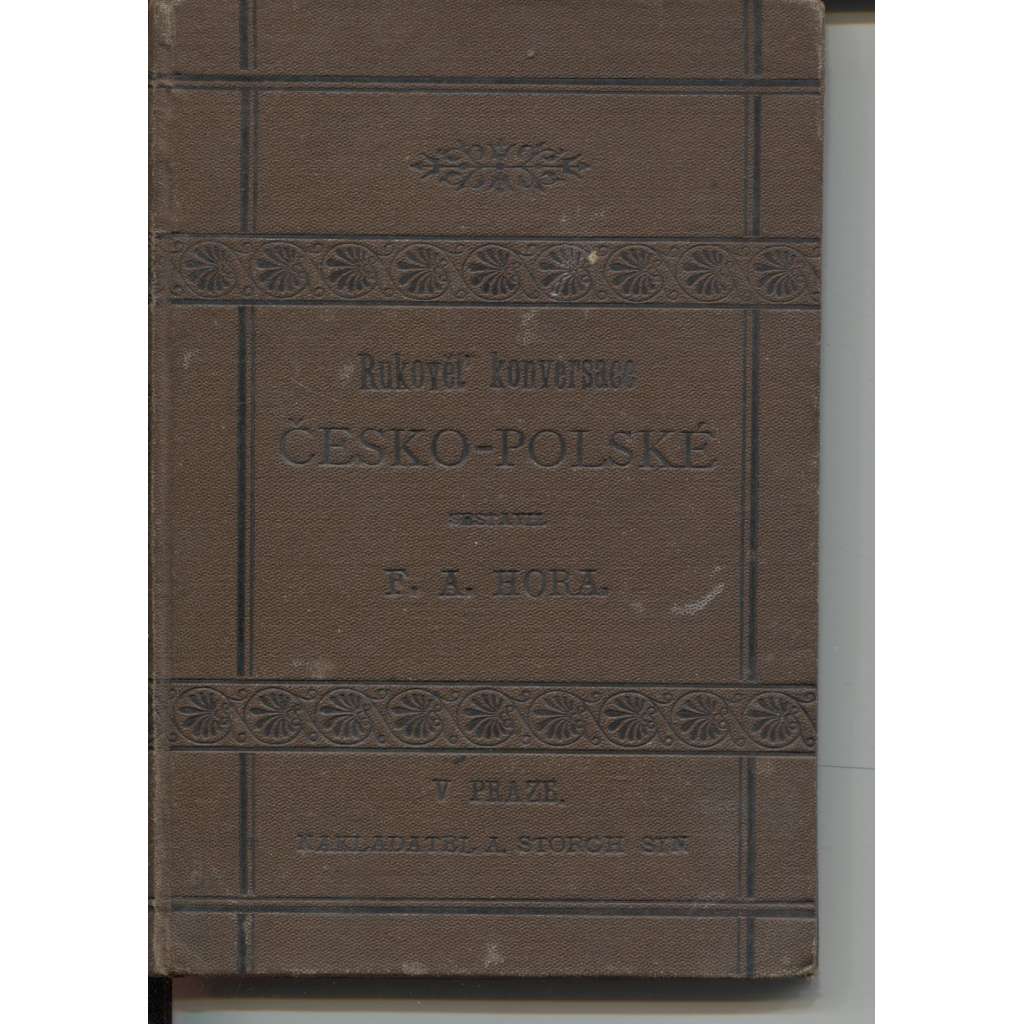 Rukověť konversace
ČESKO-POLSKÉ
SESTAVIL
F. A. HORA.
V PRAZE.
NAKLADATEL A. STORCH SYN